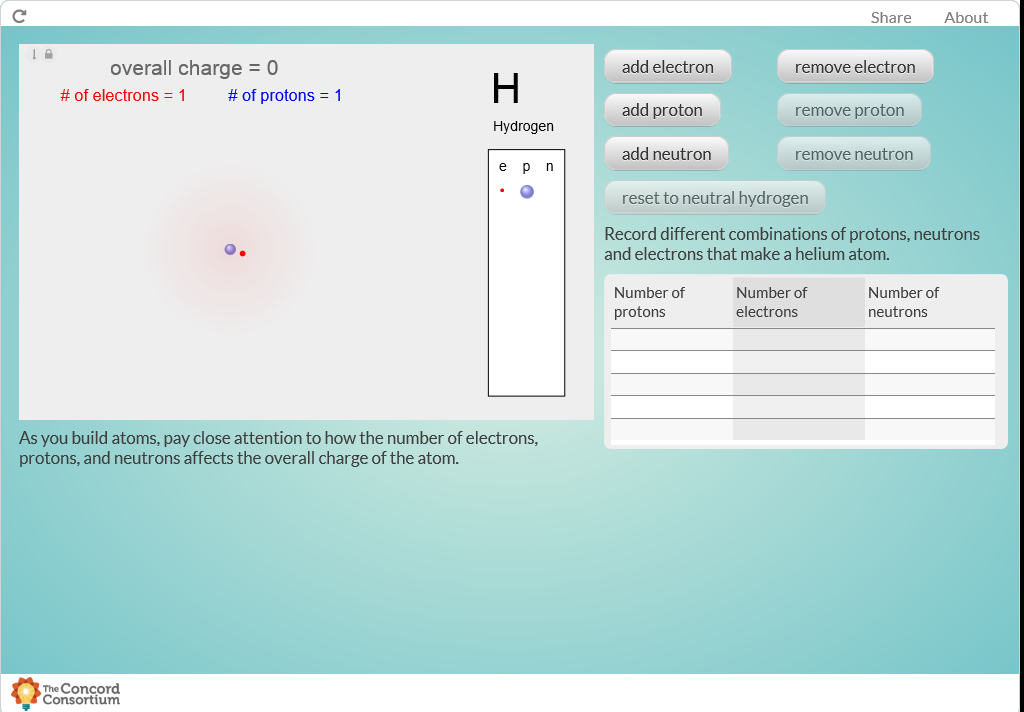 Share About
overall charge = 0
# of electrons = 1 # of protons = 1
H
Hydrogen
e p n
As you build atoms, pay close attention to how the number of electrons,
protons, and neutrons affects the overall charge of the atom.
add electron remove electron
add proton remove proton
add neutron remove neutron
reset to neutral hydrogen
Record different combinations of protons, neutrons
and electrons that make a helium atom.
Number of Number of Number of
protons electrons neutrons
The Concord
Consortium